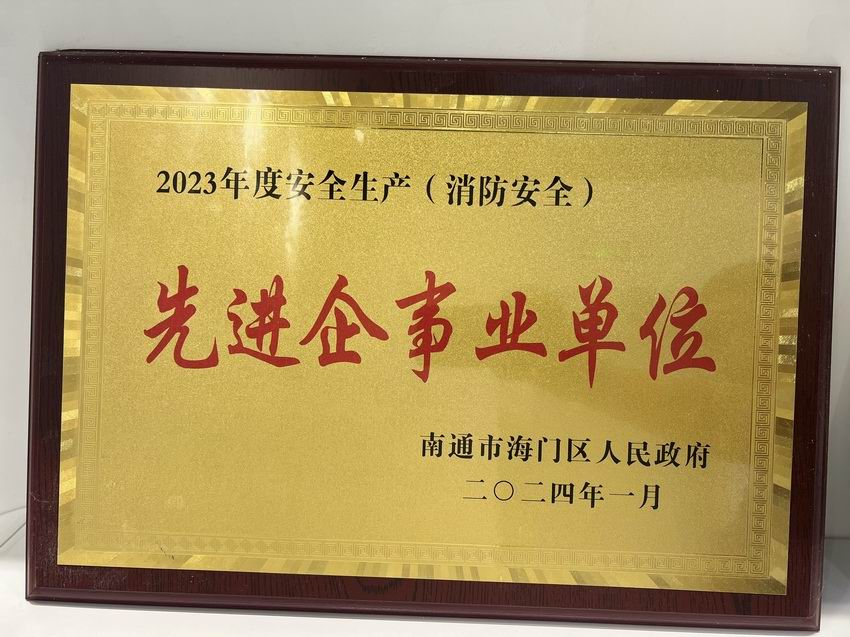 2023年度安全生产（消防安全）
先进企事业单位
南通市海门区人民政府
二〇二四年一月